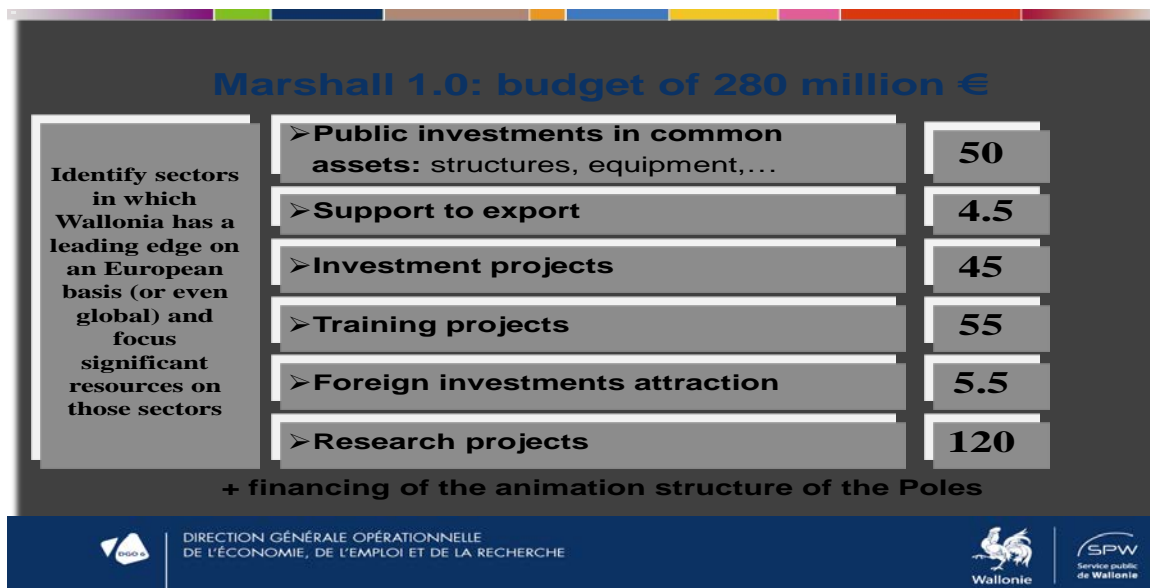 Marshall 1.0: budget of 280 million €
Identify sectors
in which
Wallonia has a
leading edge on
an European
basis (or even
global) and
focus
significant
resources on
those sectors
➢Public investments in common
assets: structures, equipment,…
50
➢Support to export
4.5
➢Investment projects
45
➢Training projects
55
➢Foreign investments attraction
5.5
➢Research projects
120
+ financing of the animation structure of the Poles
DGO 6
DIRECTION GÉNÉRALE OPÉRATIONNELLE
DE L'ÉCONOMIE, DE L'EMPLOI ET DE LA RECHERCHE
Wallonie
SPW
Service public
de Wallonie